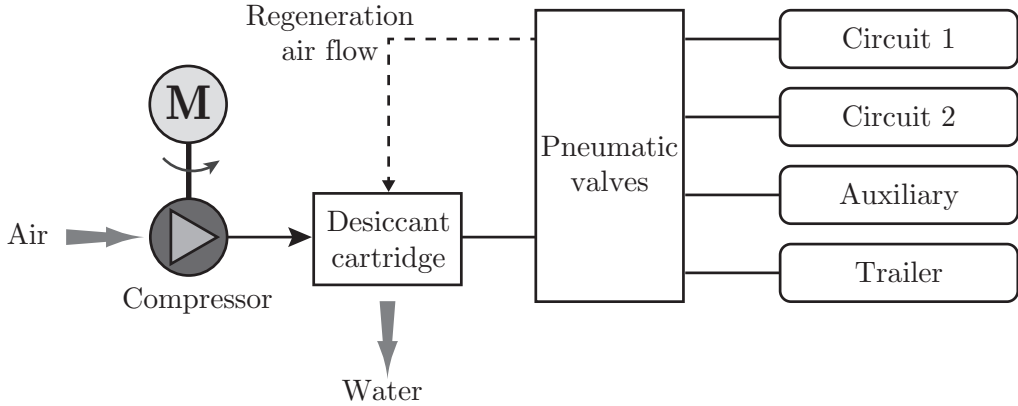 Regeneration
air flow
M
Air
Compressor
Desiccant
cartridge
Water
Pneumatic
valves
Circuit 1
Circuit 2
Auxiliary
Trailer